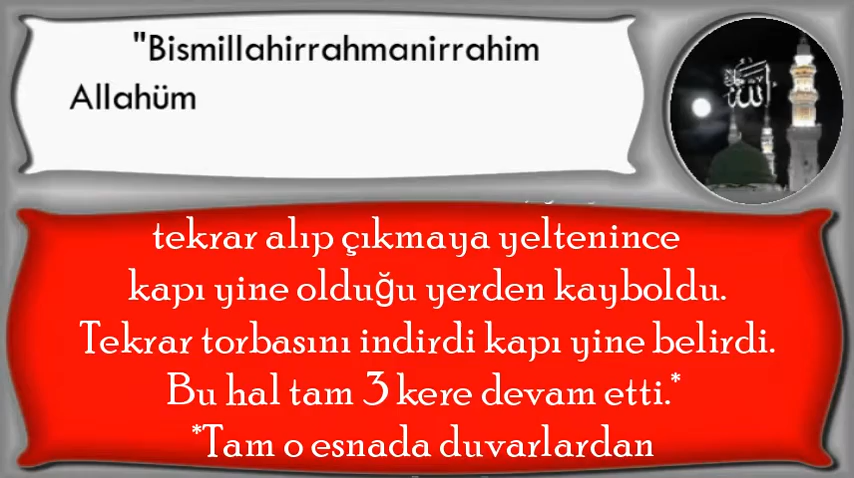 "Bismillahirrahmanirrahim
Allahüm
tekrar alıp çıkmaya yeltenince
kapı yine olduğu yerden kayboldu.
Tekrar torbasını indirdi kapı yine belirdi.
Bu hal tam 3 kere devam etti.*
*Tam o esnada duvarlardan